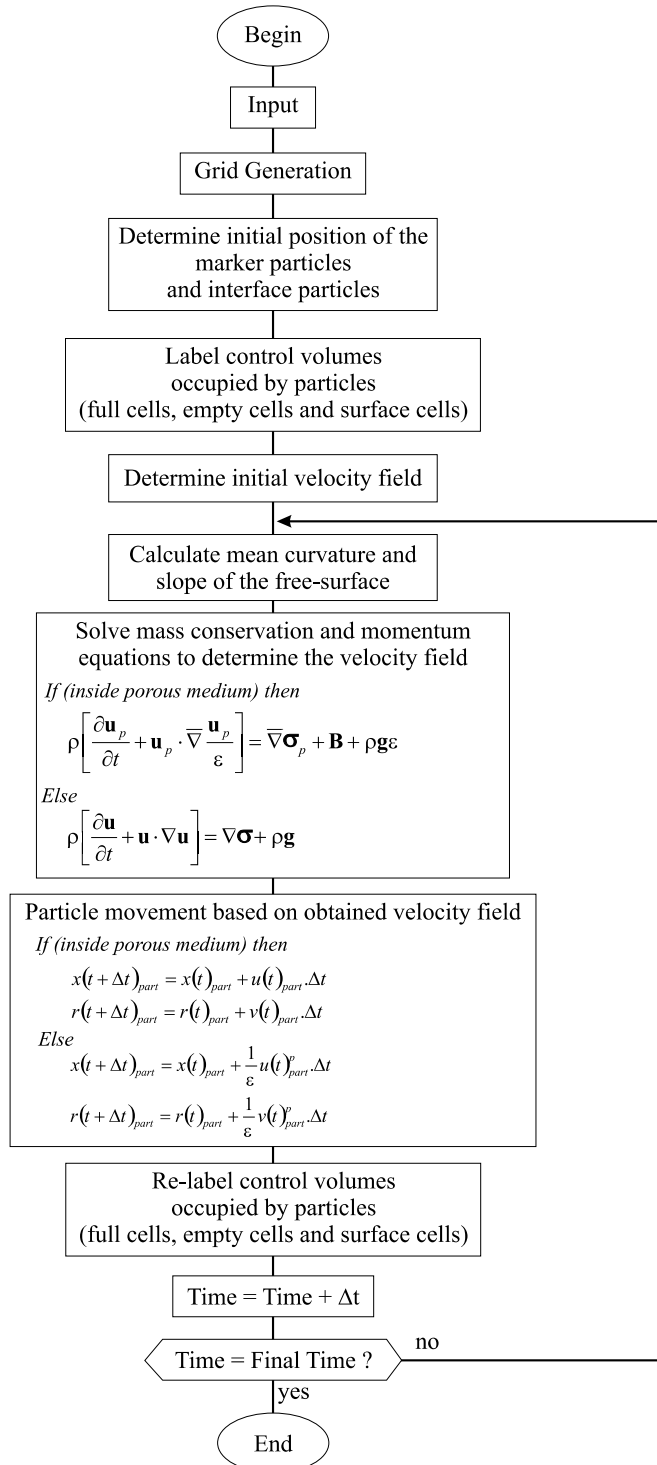 Begin
Input
Grid Generation
Determine initial position of the
marker particles
and interface particles
Label control volumes
occupied by particles
(full cells, empty cells and surface cells)
Determine initial velocity field
Calculate mean curvature and
slope of the free-surface
Solve mass conservation and momentum
equations to determine the velocity field
If (inside porous medium) then
ρ[∂u_p/∂t + u_p · ∇̅ u_p/ε] = ∇̅σ_p + B + ρgε
Else
ρ[∂u/∂t + u · ∇u] = ∇σ + ρg
Particle movement based on obtained velocity field
If (inside porous medium) then
x(t + Δt)_part = x(t)_part + u(t)_part.Δt
r(t + Δt)_part = r(t)_part + v(t)_part.Δt
Else
x(t + Δt)_part = x(t)_part + 1/ε u(t)^p_part.Δt
r(t + Δt)_part = r(t)_part + 1/ε v(t)^p_part.Δt
Re-label control volumes
occupied by particles
(full cells, empty cells and surface cells)
Time = Time + Δt
Time = Final Time ?
no
yes
End